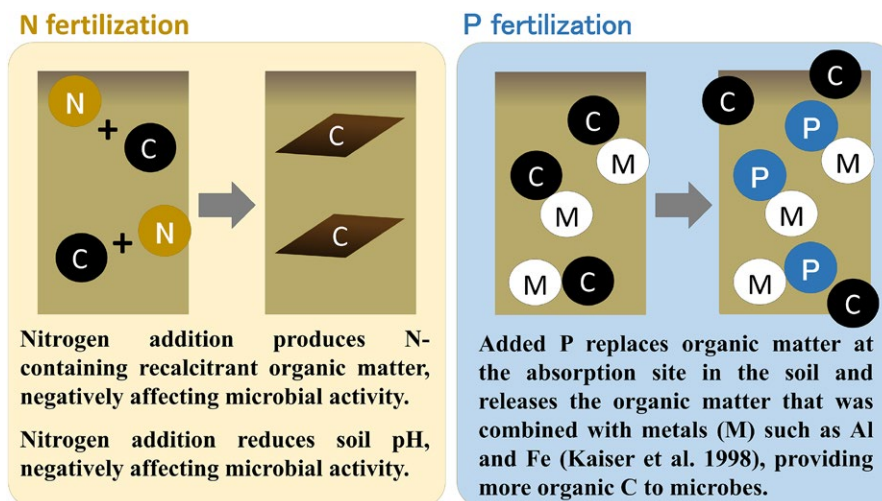 N fertilization
N
+
C
C
+
N
C
C
Nitrogen addition produces N-
containing recalcitrant organic matter,
negatively affecting microbial activity.
Nitrogen addition reduces soil pH,
negatively affecting microbial activity.
P fertilization
C
M
C
M
M
C
C
C
P
M
P
M
M
P
C
Added P replaces organic matter at
the absorption site in the soil and
releases the organic matter that was
combined with metals (M) such as Al
and Fe (Kaiser et al. 1998), providing
more organic C to microbes.